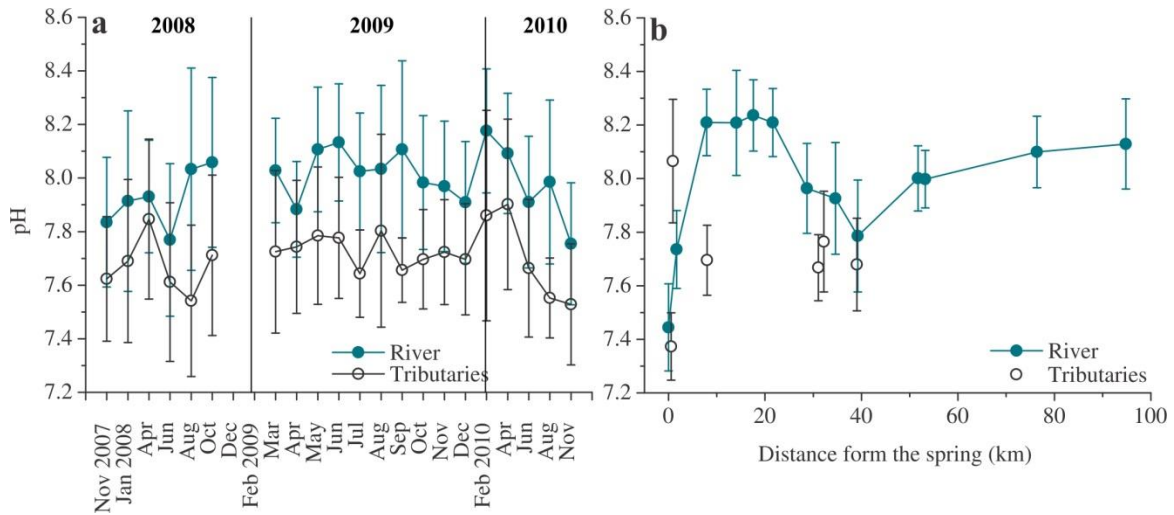 a
2008
2009
2010
b
8.6
8.4
8.2
8.0
7.8
7.6
7.4
7.2
pH
River
Tributaries
Nov 2007
Jan 2008
Apr
Jun
Aug
Oct
Dec
Feb 2009
Mar
Apr
May
Jun
Jul
Aug
Sep
Oct
Nov
Dec
Feb 2010
Apr
Jun
Aug
Nov
8.6
8.4
8.2
8.0
7.8
7.6
7.4
7.2
River
Tributaries
0 20 40 60 80 100
Distance form the spring (km)